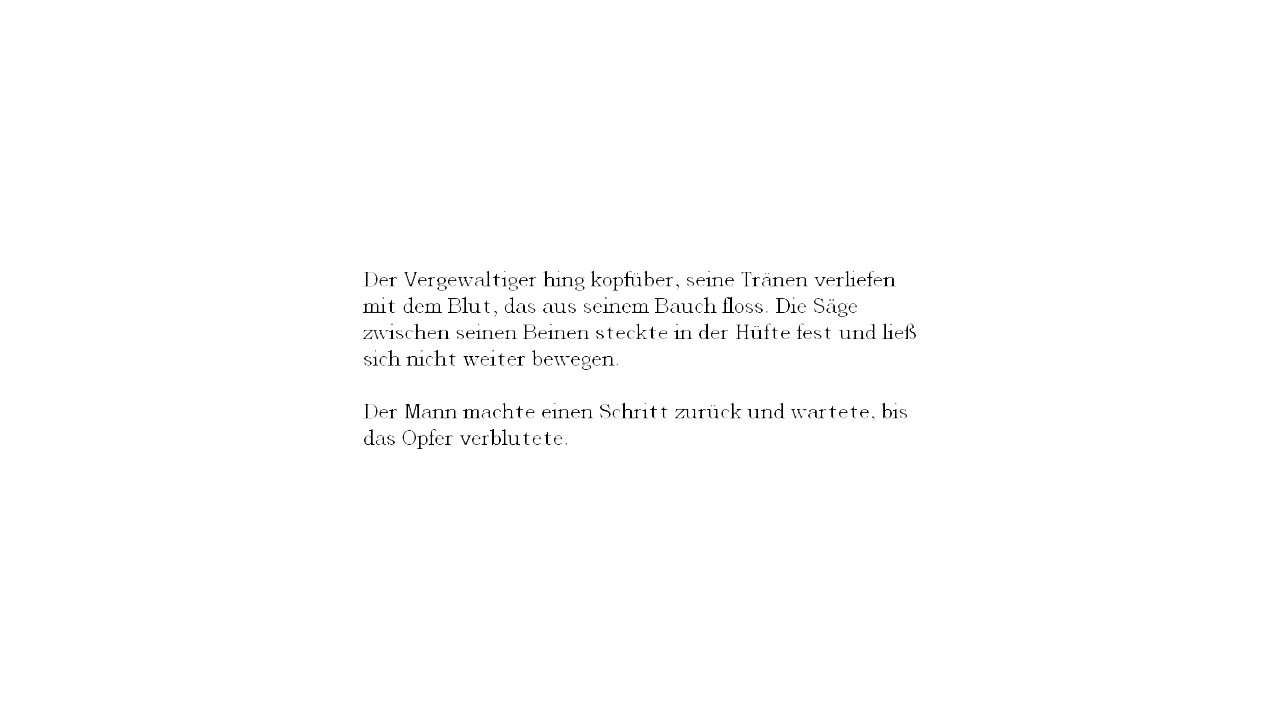 Der Vergewaltiger hing kopfüber, seine Tränen verliefen
mit dem Blut, das aus seinem Bauch floss. Die Säge
zwischen seinen Beinen steckte in der Hüfte fest und ließ
sich nicht weiter bewegen.
Der Mann machte einen Schritt zurück und wartete, bis
das Opfer verblutete.